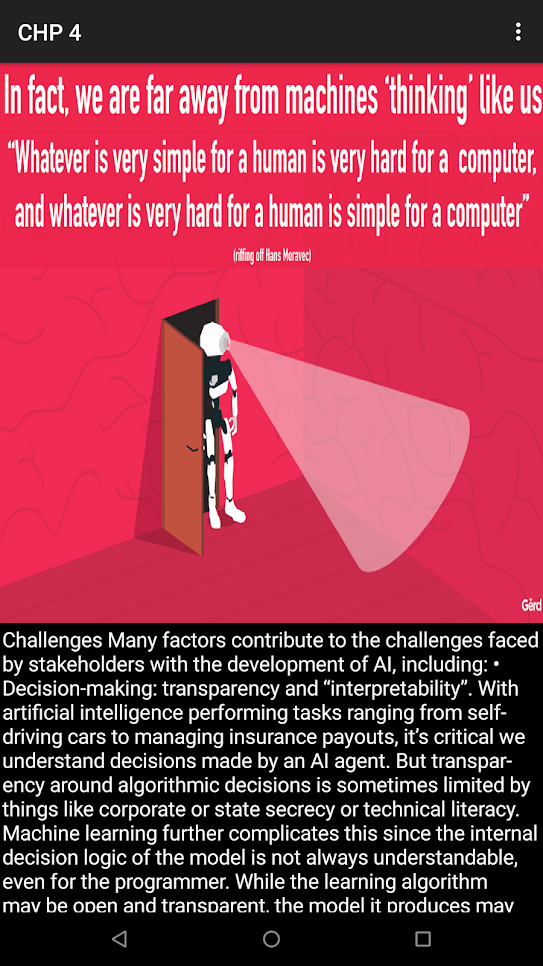 CHP 4
In fact, we are far away from machines ‘thinking’ like us
“Whatever is very simple for a human is very hard for a computer,
and whatever is very hard for a human is simple for a computer”
(riffing off Hans Moravec)
Gerd
Challenges Many factors contribute to the challenges faced
by stakeholders with the development of AI, including: •
Decision-making: transparency and “interpretability”. With
artificial intelligence performing tasks ranging from self-
driving cars to managing insurance payouts, it’s critical we
understand decisions made by an AI agent. But transpar-
ency around algorithmic decisions is sometimes limited by
things like corporate or state secrecy or technical literacy.
Machine learning further complicates this since the internal
decision logic of the model is not always understandable,
even for the programmer. While the learning algorithm
may be open and transparent, the model it produces may